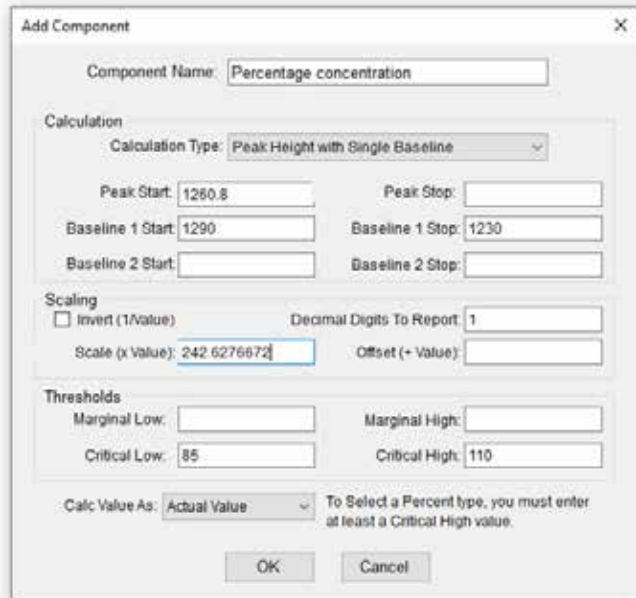 Add Component
Component Name: Percentage concentration
Calculation
Calculation Type: Peak Height with Single Baseline
Peak Start: 1260.8 Peak Stop:
Baseline 1 Start: 1290 Baseline 1 Stop: 1230
Baseline 2 Start: Baseline 2 Stop:
Scaling
Invert (1/Value) Decimal Digits To Report: 1
Scale (x Value): 242.6276672 Offset (+ Value):
Thresholds
Marginal Low: Marginal High:
Critical Low: 85 Critical High: 110
Calc Value As: Actual Value To Select a Percent type, you must enter
at least a Critical High value.
OK Cancel